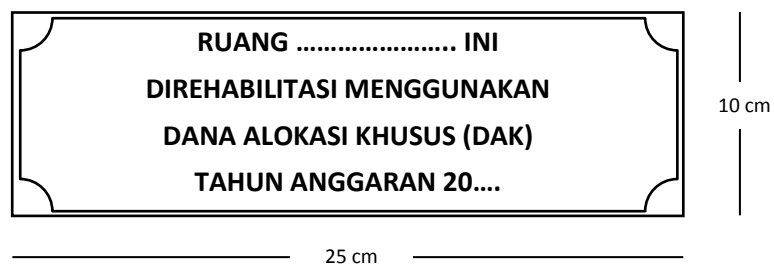 RUANG ………………….. INI
DIREHABILITASI MENGGUNAKAN
DANA ALOKASI KHUSUS (DAK)
TAHUN ANGGARAN 20….
10 cm
25 cm